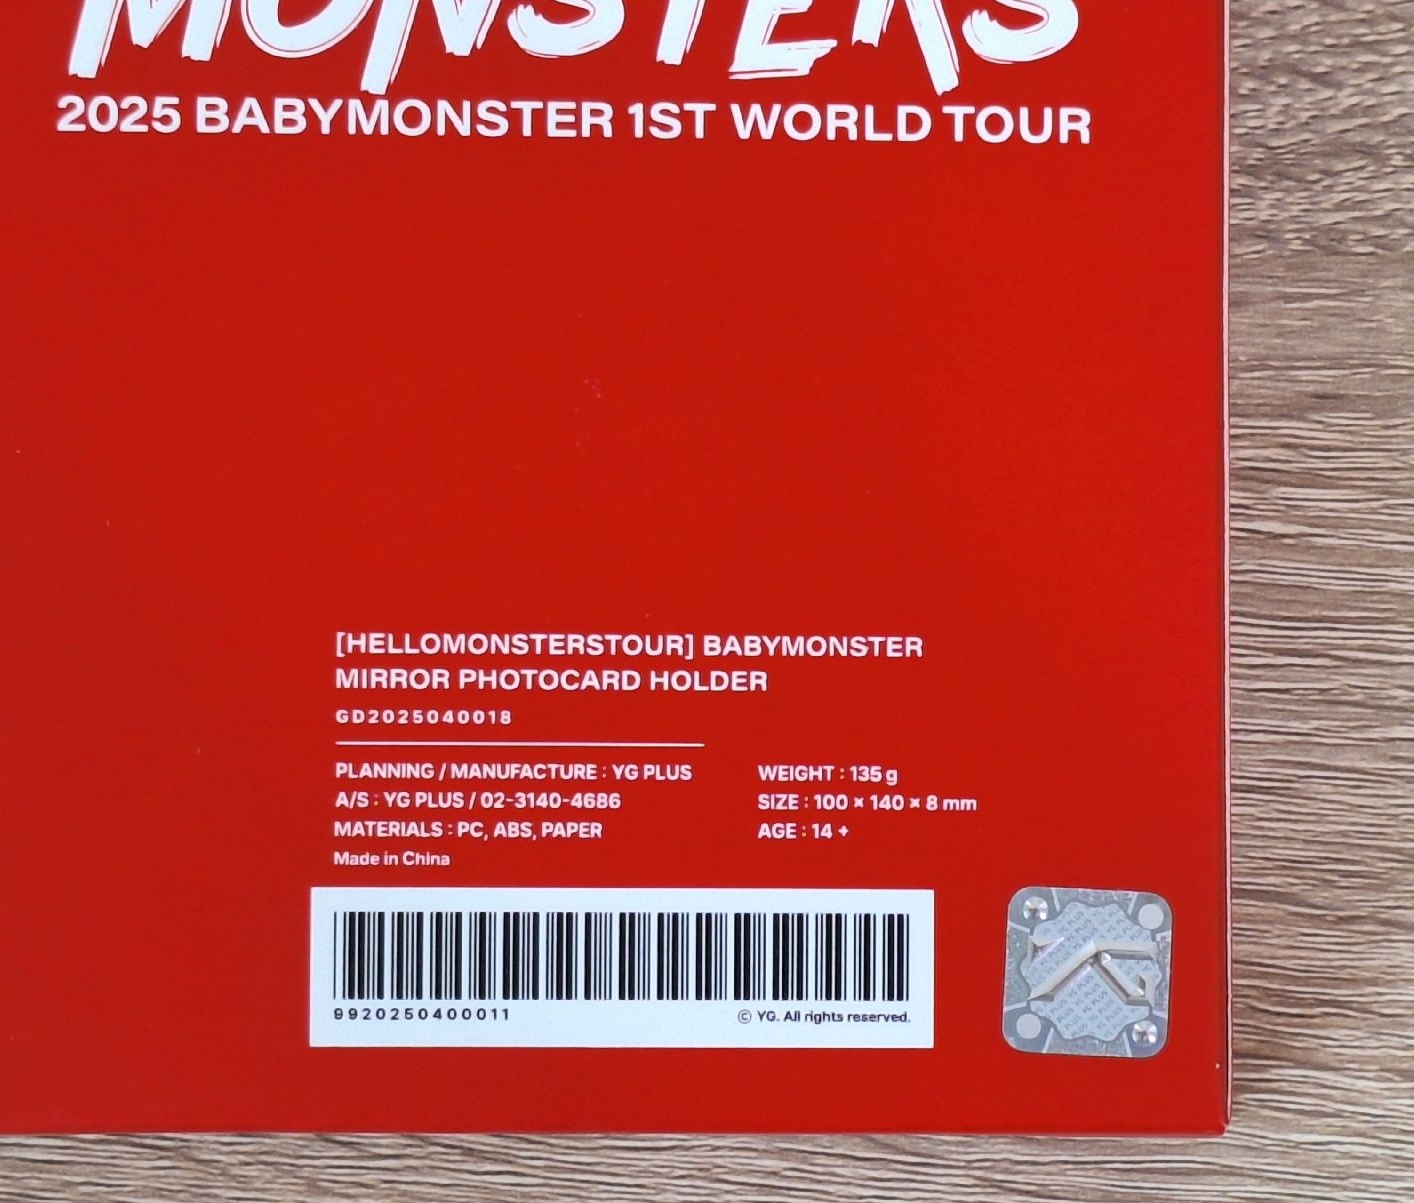 MONSTERS
2025 BABYMONSTER 1ST WORLD TOUR
[HELLOMONSTERSTOUR] BABYMONSTER
MIRROR PHOTOCARD HOLDER
GD2025040018
PLANNING / MANUFACTURE : YG PLUS
A/S : YG PLUS / 02-3140-4686
MATERIALS : PC, ABS, PAPER
Made in China
WEIGHT : 135 g
SIZE : 100 × 140 × 8 mm
AGE : 14 +
9920250400011
© YG. All rights reserved.
YG PLUS